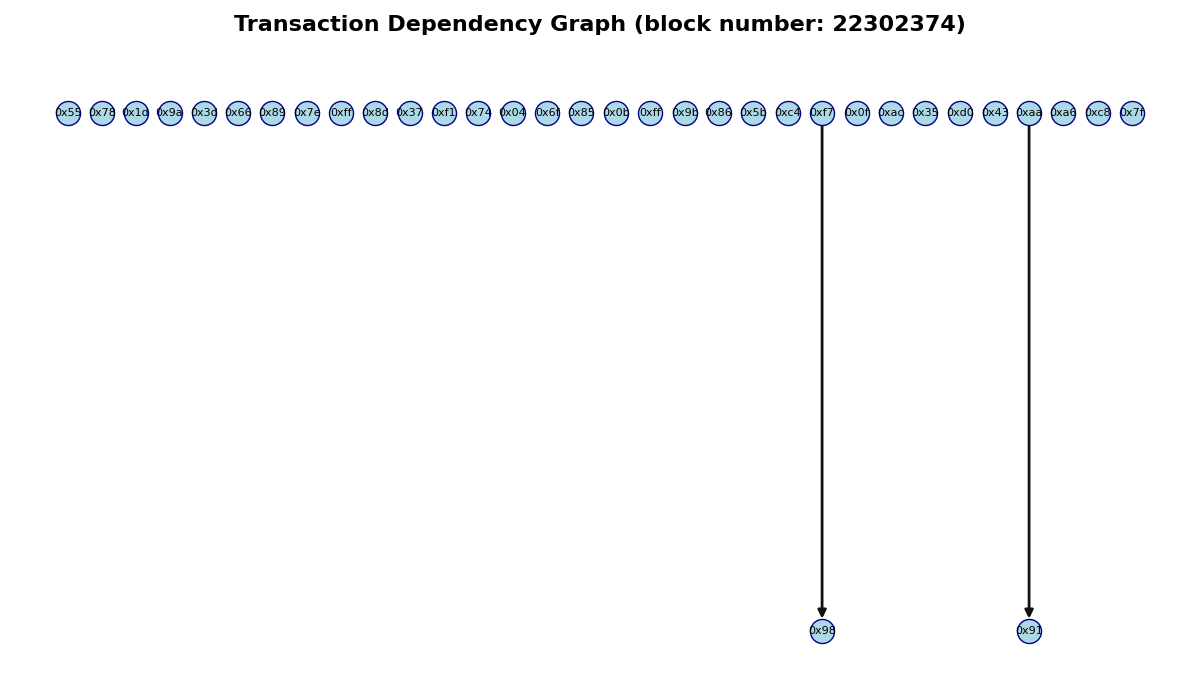 Transaction Dependency Graph (block number: 22302374)
0x55 0x78 0x1d 0x9a 0x3d 0x66 0x89 0x7e 0xff 0x8d 0x37 0xf1 0x74 0x04 0x6f 0x85 0x0b 0xff 0x9b 0x86 0x5b 0xc4 0xf7 0x0f 0xac 0x35 0xd0 0x43 0xaa 0xa6 0xc8 0x7f
0x98 0x91